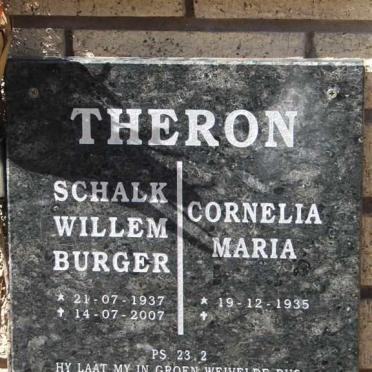 THERON
SCHALK
WILLEM
BURGER
* 21-07-1937
✝ 14-07-2007
CORNELIA
MARIA
* 19-12-1935
✝
PS. 23.2
HY LAAT MY IN GROEN WEIVELDE RUS